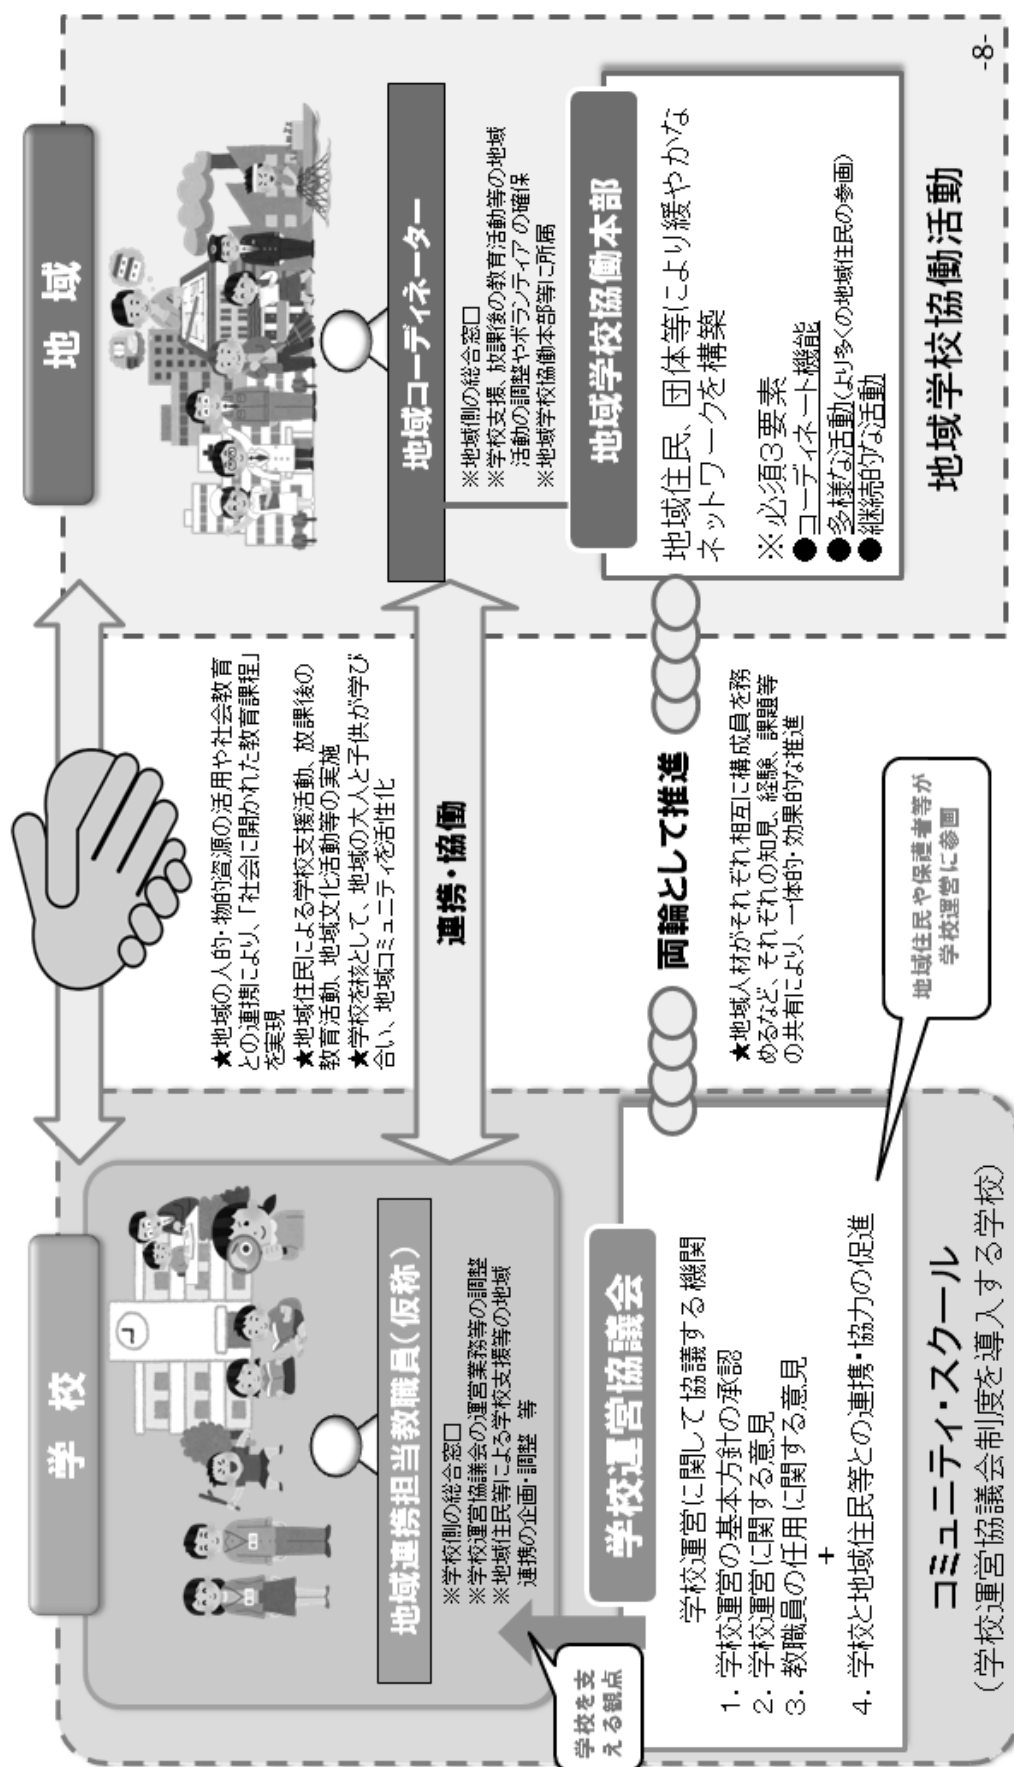 学校
地域連携担当教職員(仮称)
※学校側の総合窓口
※学校運営協議会の運営業務等の調整
※地域住民等による学校支援等の地域
連携の企画・調整 等
学校を支
える観点
学校運営協議会
学校運営に関して協議する機関
1. 学校運営の基本方針の承認
2. 学校運営に関する意見
3. 教職員の任用に関する意見
+
4. 学校と地域住民等との連携・協力の促進
コミュニティ・スクール
(学校運営協議会制度を導入する学校)
★地域の人的・物的資源の活用や社会教育
との連携により、「社会に開かれた教育課程」
を実現
★地域住民による学校支援活動、放課後の
教育活動、地域文化活動等の実施
★学校を核として、地域の大人と子供が学び
合い、地域コミュニティを活性化
連携・協働
両輪として推進
★地域人材がそれぞれ相互に構成員を務
めるなど、それぞれの知見、経験、課題等
の共有により、一体的・効果的な推進
地域住民や保護者等が
学校運営に参画
地域
地域コーディネーター
※地域側の総合窓口
※学校支援、放課後の教育活動等の地域
活動の調整やボランティアの確保
※地域学校協働本部等に所属
地域学校協働本部
地域住民、団体等により緩やかな
ネットワークを構築
※必須3要素
●コーディネート機能
●多様な活動(より多くの地域住民の参画)
●継続的な活動
地域学校協働活動
-8-